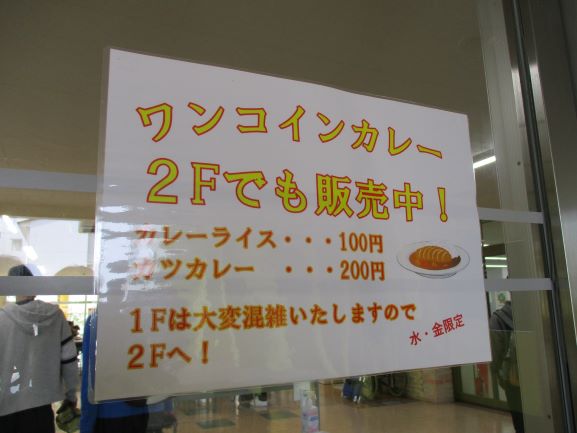 ワンコインカレー
２Fでも販売中！
カレーライス・・・100円
カツカレー　・・・200円
１Fは大変混雑いたしますので
２Fへ！
水・金限定